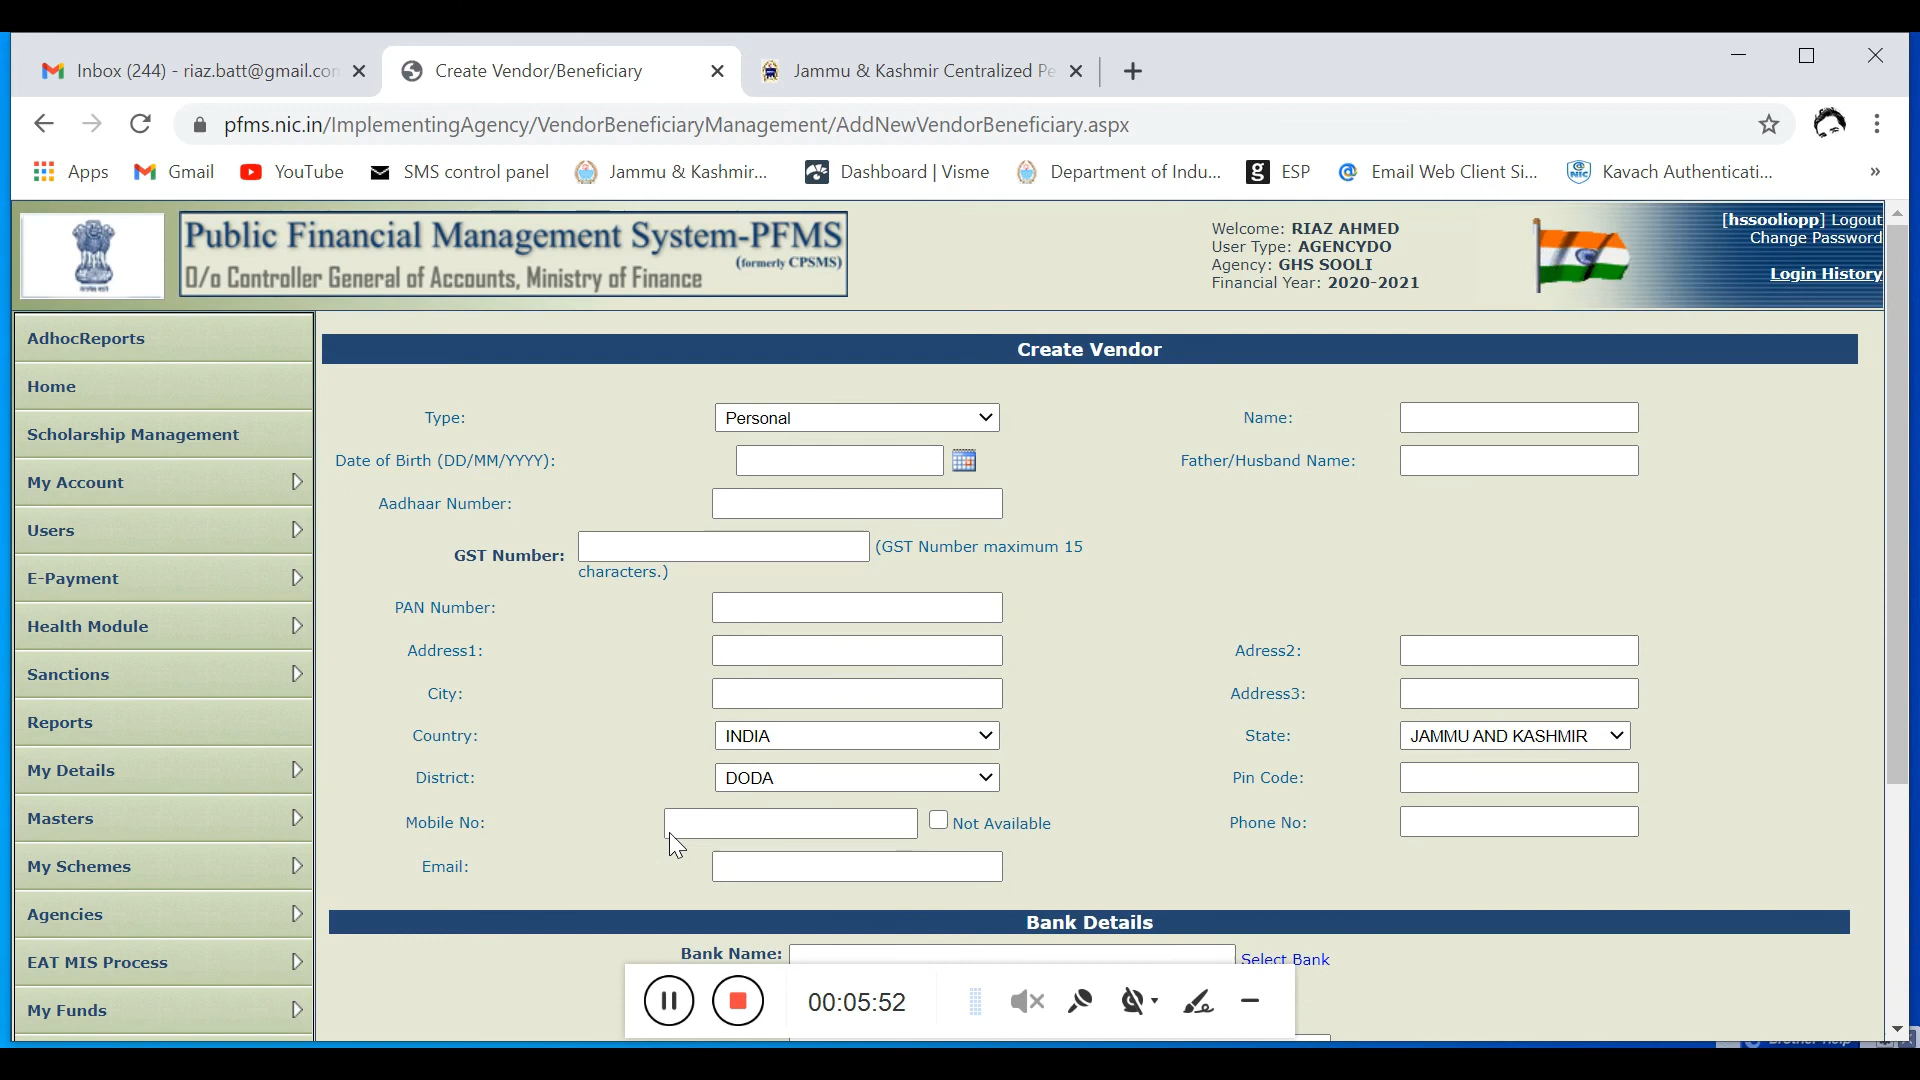 Inbox (244) - riaz.batt@gmail.con
Create Vendor/Beneficiary
Jammu & Kashmir Centralized Pe
pfms.nic.in/ImplementingAgency/VendorBeneficiaryManagement/AddNewVendorBeneficiary.aspx
Apps
Gmail
YouTube
SMS control panel
Jammu & Kashmir...
Dashboard | Visme
Department of Indu...
ESP
Email Web Client Si...
Kavach Authenticati...
»
Public Financial Management System-PFMS
(formerly CPSMS)
O/o Controller General of Accounts, Ministry of Finance
Welcome: RIAZ AHMED
User Type: AGENCYDO
Agency: GHS SOOLI
Financial Year: 2020-2021
[hssooliopp] Logout
Change Password
Login History
AdhocReports
Home
Scholarship Management
My Account
Users
E-Payment
Health Module
Sanctions
Reports
My Details
Masters
My Schemes
Agencies
EAT MIS Process
My Funds
Create Vendor
Type: Personal
Name:
Date of Birth (DD/MM/YYYY):
Father/Husband Name:
Aadhaar Number:
GST Number: (GST Number maximum 15
characters.)
PAN Number:
Address1:
Adress2:
City:
Address3:
Country: INDIA
State: JAMMU AND KASHMIR
District: DODA
Pin Code:
Mobile No: Not Available
Phone No:
Email:
Bank Details
Bank Name: Select Bank
00:05:52